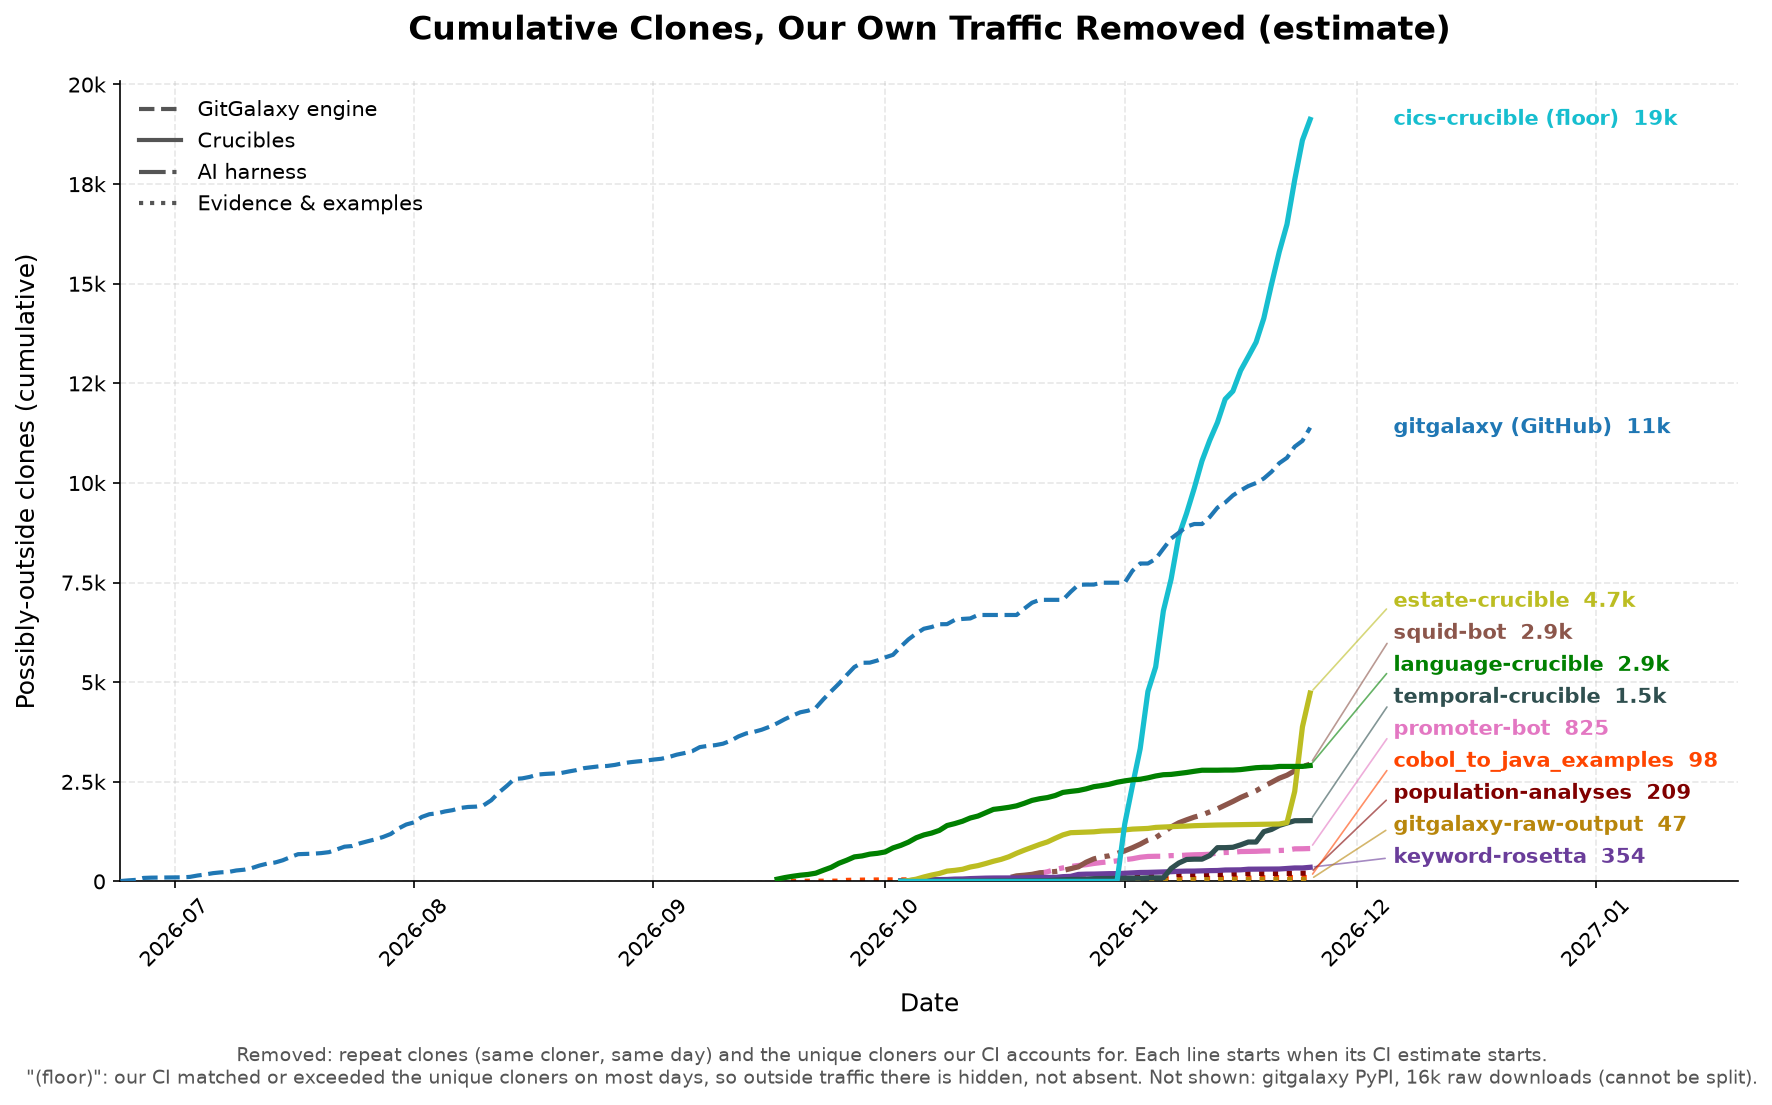 Cumulative Clones, Our Own Traffic Removed (estimate)
Possibly-outside clones (cumulative)
20k
18k
15k
12k
10k
7.5k
5k
2.5k
0
GitGalaxy engine
Crucibles
AI harness
Evidence & examples
cics-crucible (floor) 19k
gitgalaxy (GitHub) 11k
estate-crucible 4.7k
squid-bot 2.9k
language-crucible 2.9k
temporal-crucible 1.5k
promoter-bot 825
cobol_to_java_examples 98
population-analyses 209
gitgalaxy-raw-output 47
keyword-rosetta 354
2026-07
2026-08
2026-09
2026-10
2026-11
2026-12
2027-01
Date
Removed: repeat clones (same cloner, same day) and the unique cloners our CI accounts for. Each line starts when its CI estimate starts.
"(floor)": our CI matched or exceeded the unique cloners on most days, so outside traffic there is hidden, not absent. Not shown: gitgalaxy PyPI, 16k raw downloads (cannot be split).